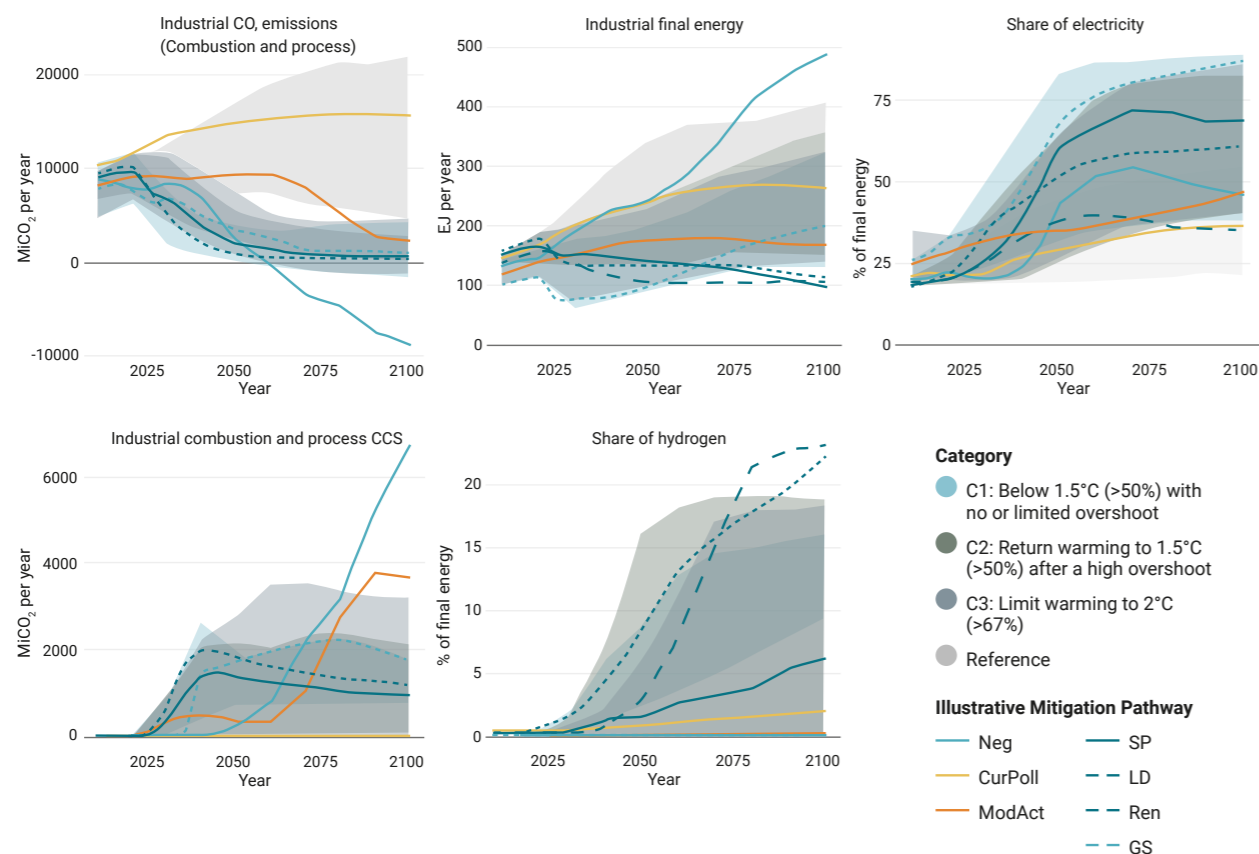 Industrial CO₂ emissions
(Combustion and process)
MiCO₂ per year
20000
10000
0
-10000
2025
2050
2075
2100
Year
Industrial final energy
EJ per year
500
400
300
200
100
0
2025
2050
2075
2100
Year
Share of electricity
% of final energy
75
50
25
0
2025
2050
2075
2100
Year
Industrial combustion and process CCS
MiCO₂ per year
6000
4000
2000
0
2025
2050
2075
2100
Year
Share of hydrogen
% of final energy
20
15
10
5
0
2025
2050
2075
2100
Year
Category
C1: Below 1.5°C (>50%) with
no or limited overshoot
C2: Return warming to 1.5°C
(>50%) after a high overshoot
C3: Limit warming to 2°C
(>67%)
Reference
Illustrative Mitigation Pathway
Neg
CurPoll
ModAct
SP
LD
Ren
GS